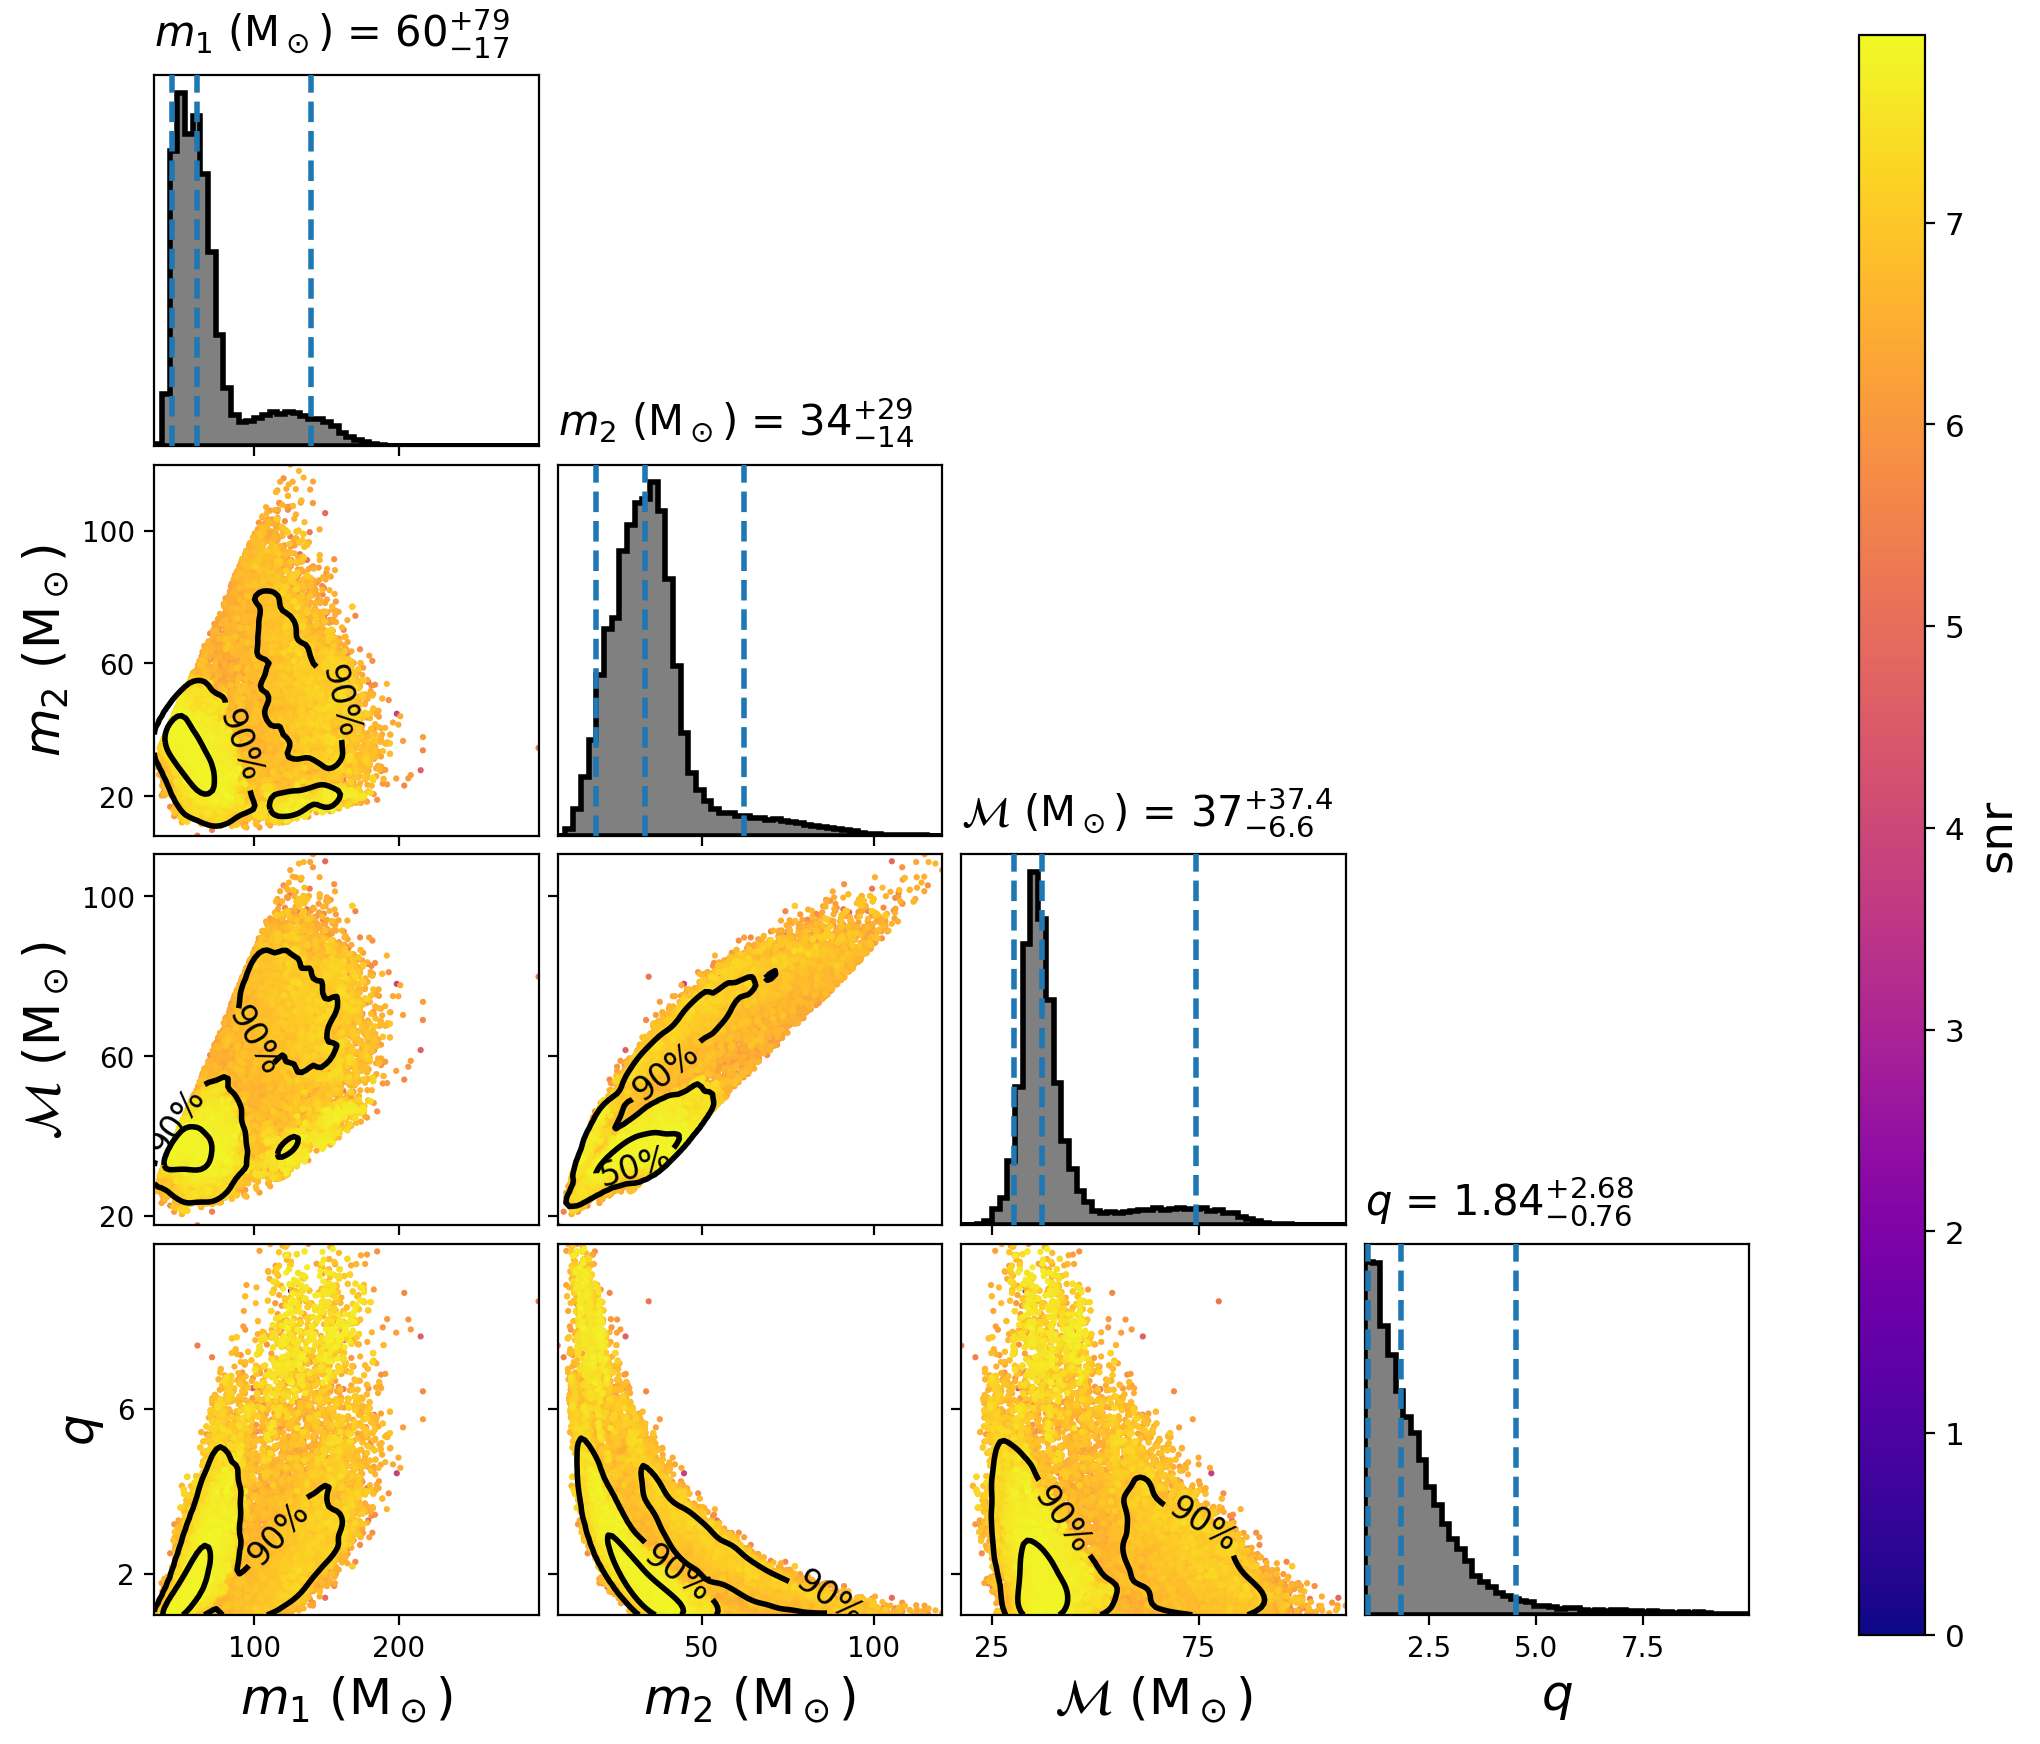 m₁ (M⊙) = 60⁺⁷⁹₋₁₇
m₂ (M⊙) = 34⁺²⁹₋₁₄
100
60
20
m₂ (M⊙)
90%
90%
ℳ (M⊙) = 37⁺³⁷·⁴₋₆.₆
100
60
20
ℳ (M⊙)
90%
90%
90%
50%
q = 1.84⁺²·⁶⁸₋₀.₇₆
6
2
q
90%
90%
90%
90%
90%
100 200
50 100
25 75
2.5 5.0 7.5
m₁ (M⊙)
m₂ (M⊙)
ℳ (M⊙)
q
7
6
5
4
3
2
1
0
snr